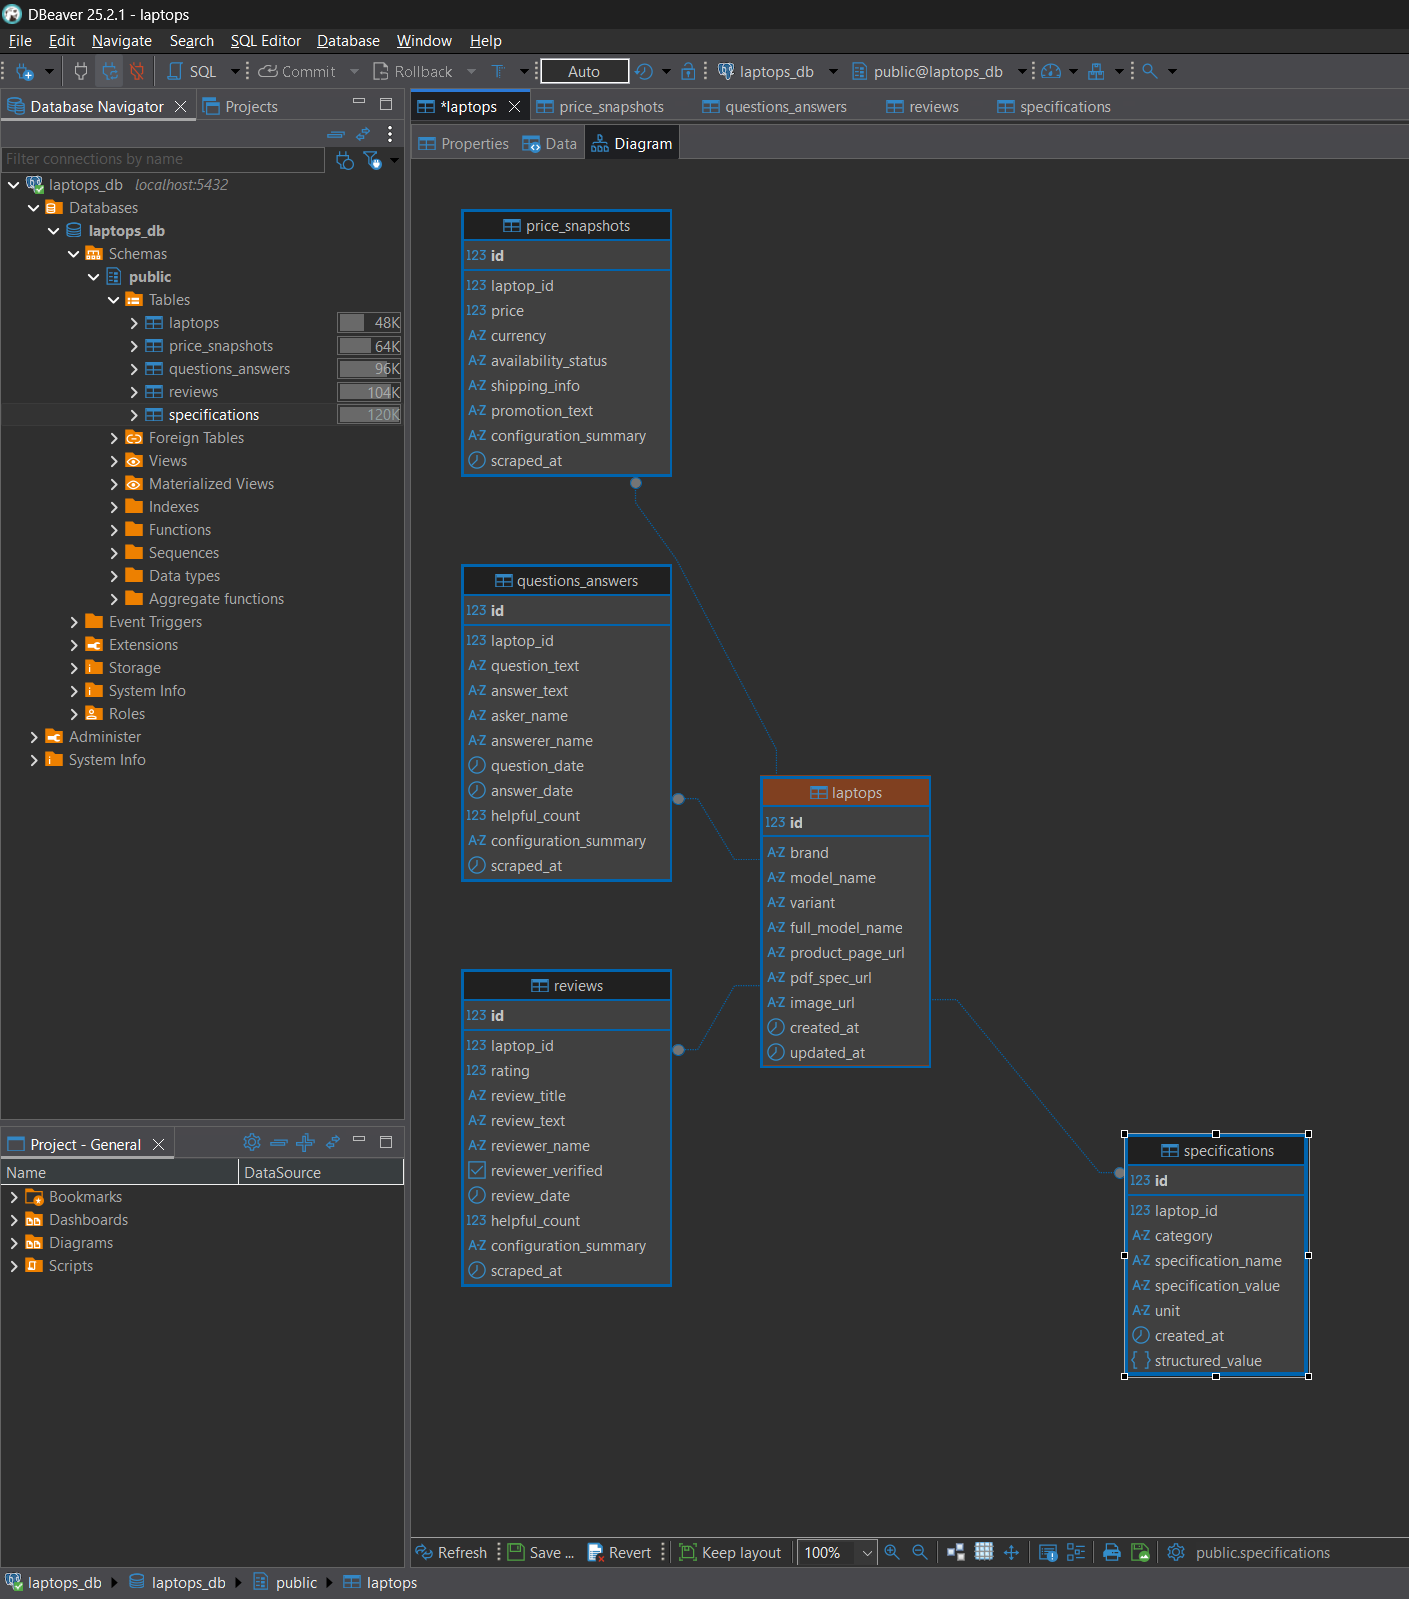 DBeaver 25.2.1 - laptops
File Edit Navigate Search SQL Editor Database Window Help
SQL Commit Rollback Auto laptops_db public@laptops_db
Database Navigator Projects
Filter connections by name
laptops_db localhost:5432
Databases
laptops_db
Schemas
public
Tables
laptops 48K
price_snapshots 64K
questions_answers 96K
reviews 104K
specifications 120K
Foreign Tables
Views
Materialized Views
Indexes
Functions
Sequences
Data types
Aggregate functions
Event Triggers
Extensions
Storage
System Info
Roles
Administer
System Info
Project - General
Name DataSource
Bookmarks
Dashboards
Diagrams
Scripts
*laptops price_snapshots questions_answers reviews specifications
Properties Data Diagram
price_snapshots
123 id
123 laptop_id
123 price
A-Z currency
A-Z availability_status
A-Z shipping_info
A-Z promotion_text
A-Z configuration_summary
scraped_at
questions_answers
123 id
123 laptop_id
A-Z question_text
A-Z answer_text
A-Z asker_name
A-Z answerer_name
question_date
answer_date
123 helpful_count
A-Z configuration_summary
scraped_at
reviews
123 id
123 laptop_id
123 rating
A-Z review_title
A-Z review_text
A-Z reviewer_name
reviewer_verified
review_date
123 helpful_count
A-Z configuration_summary
scraped_at
laptops
123 id
A-Z brand
A-Z model_name
A-Z variant
A-Z full_model_name
A-Z product_page_url
A-Z pdf_spec_url
A-Z image_url
created_at
updated_at
specifications
123 id
123 laptop_id
A-Z category
A-Z specification_name
A-Z specification_value
A-Z unit
created_at
{ } structured_value
Refresh Save ... Revert Keep layout 100% public.specifications
laptops_db laptops_db public laptops